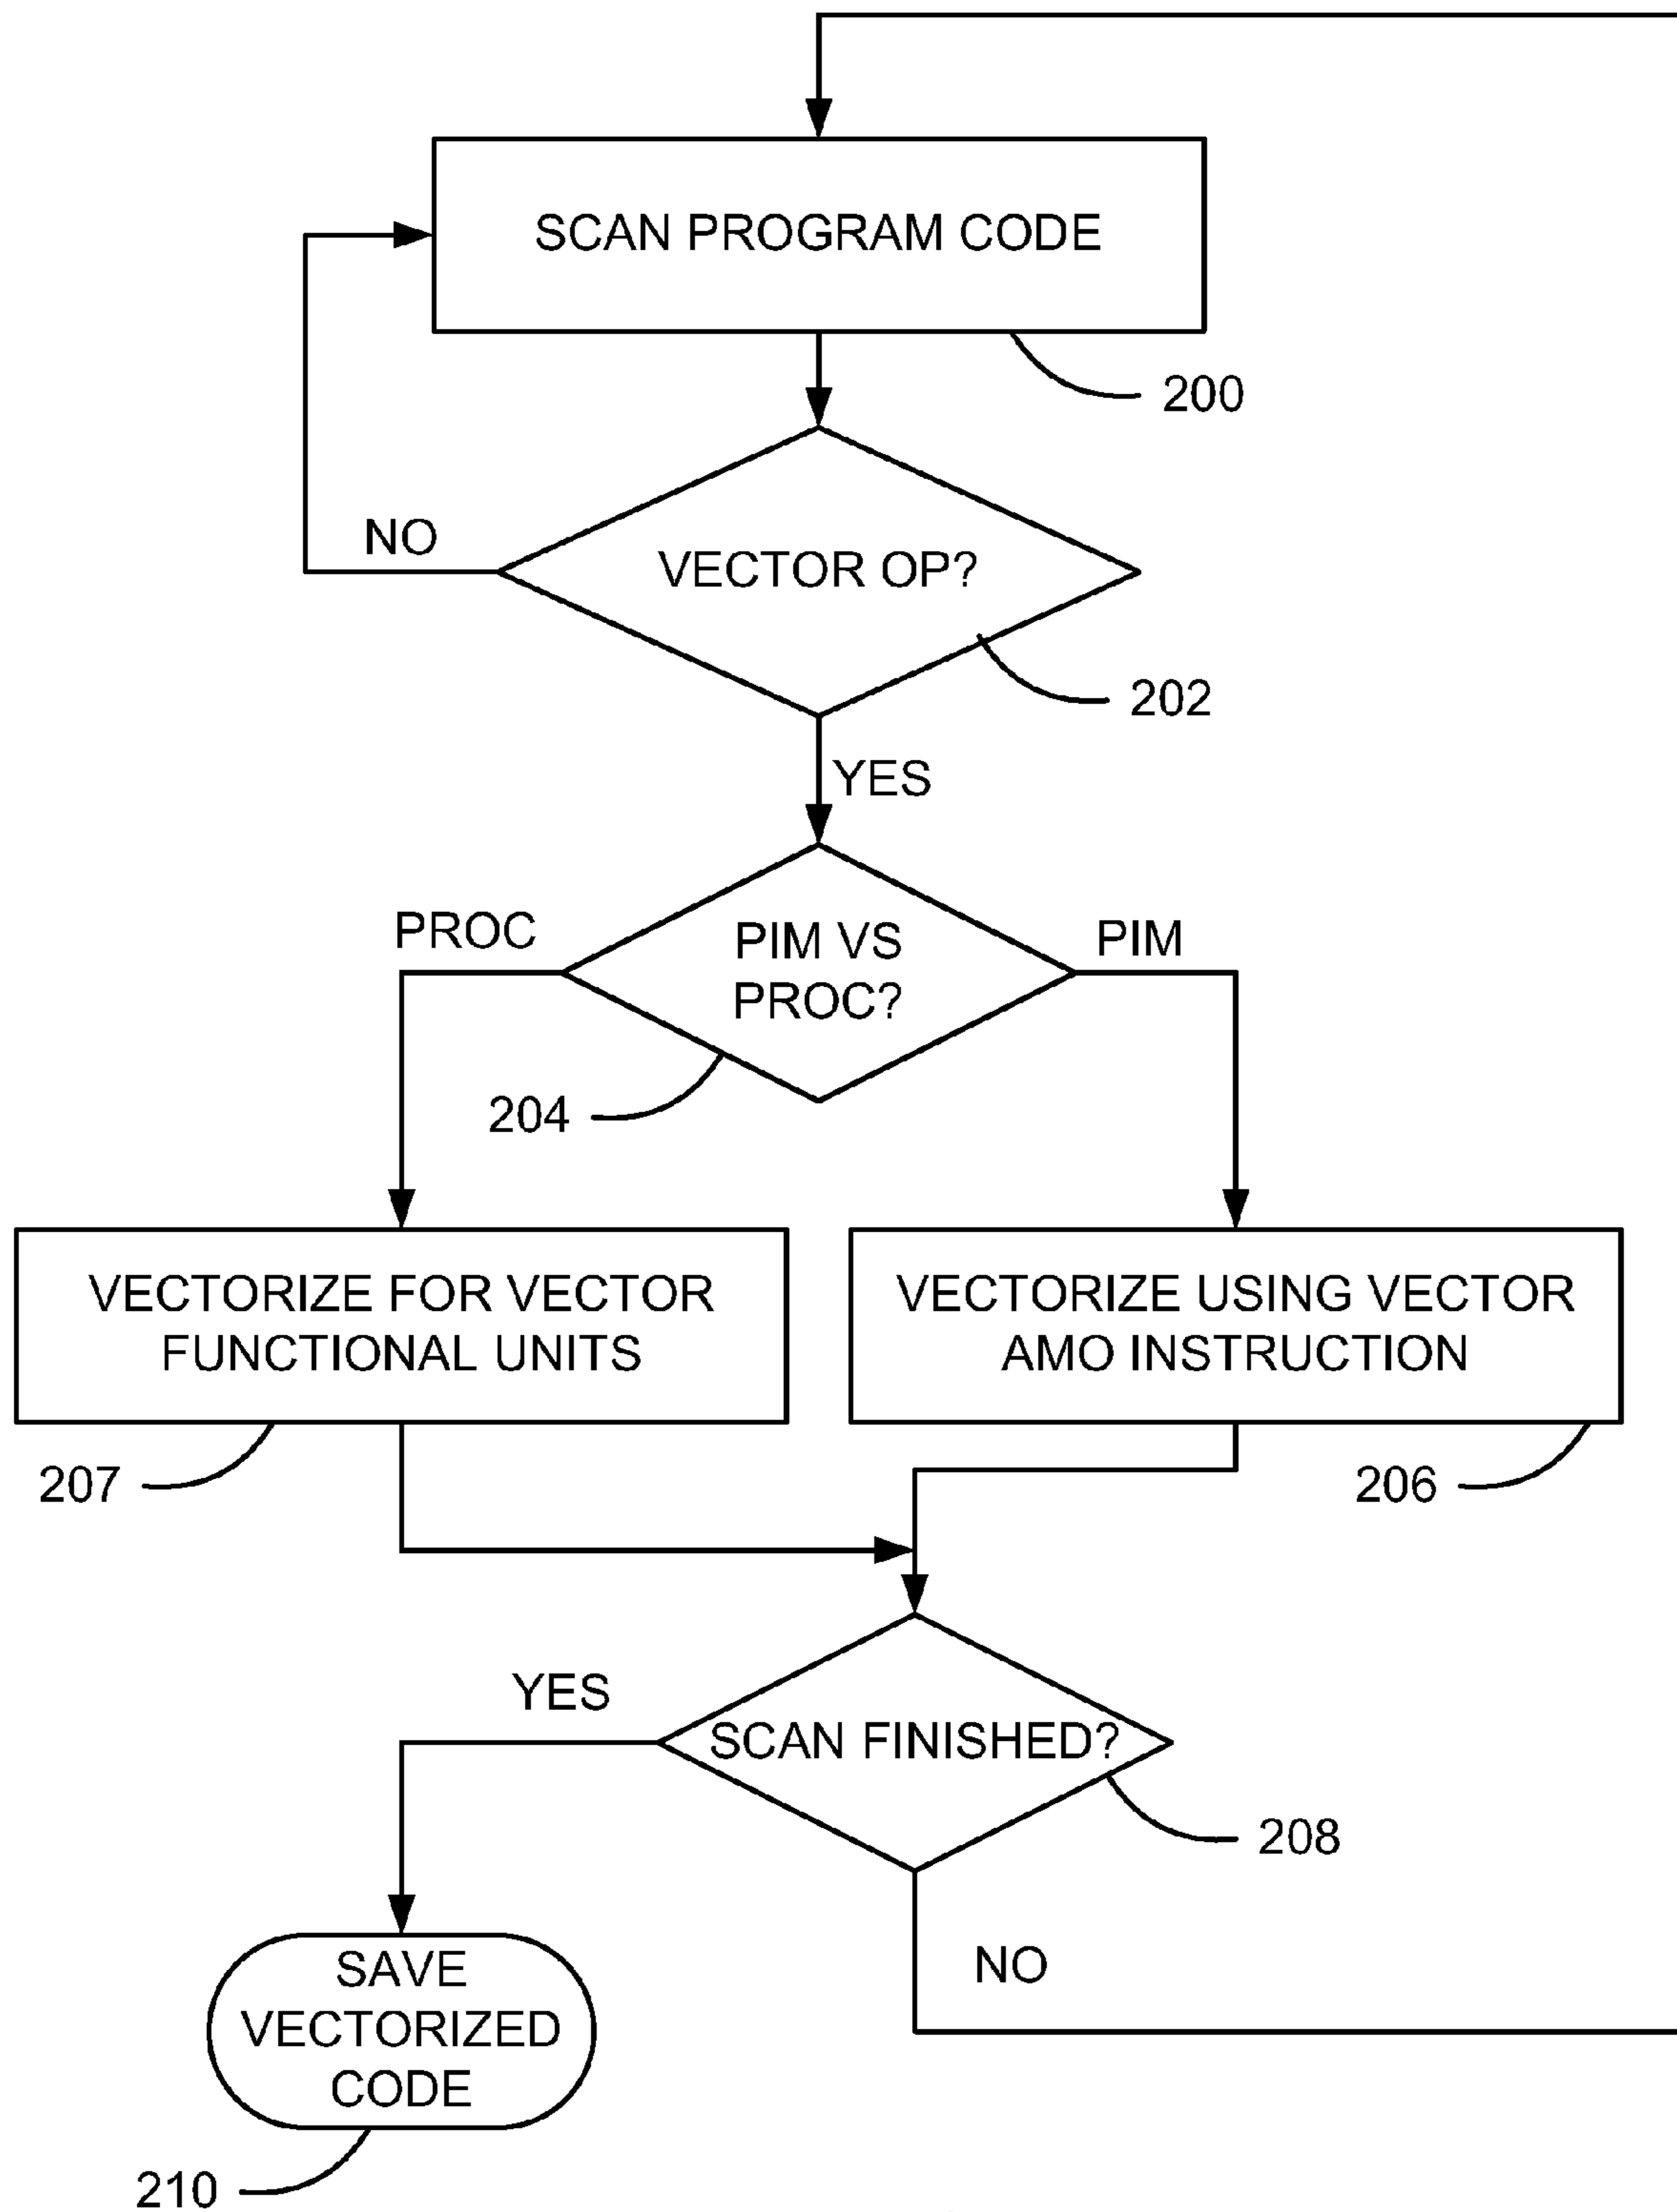 SCAN PROGRAM CODE
200
NO
VECTOR OP?
202
YES
PROC
PIM VS
PROC?
PIM
204
VECTORIZE FOR VECTOR
FUNCTIONAL UNITS
VECTORIZE USING VECTOR
AMO INSTRUCTION
207
206
YES
SCAN FINISHED?
208
NO
SAVE
VECTORIZED
CODE
210